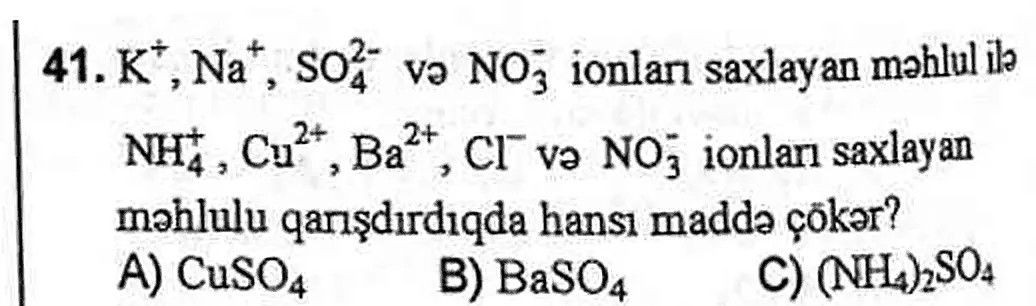 41. K⁺, Na⁺, SO₄²⁻ və NO₃⁻ ionları saxlayan məhlul ilə
NH₄⁺, Cu²⁺, Ba²⁺, Cl⁻ və NO₃⁻ ionları saxlayan
məhlulu qarışdırdıqda hansı maddə çökər?
A) CuSO₄ B) BaSO₄ C) (NH₄)₂SO₄